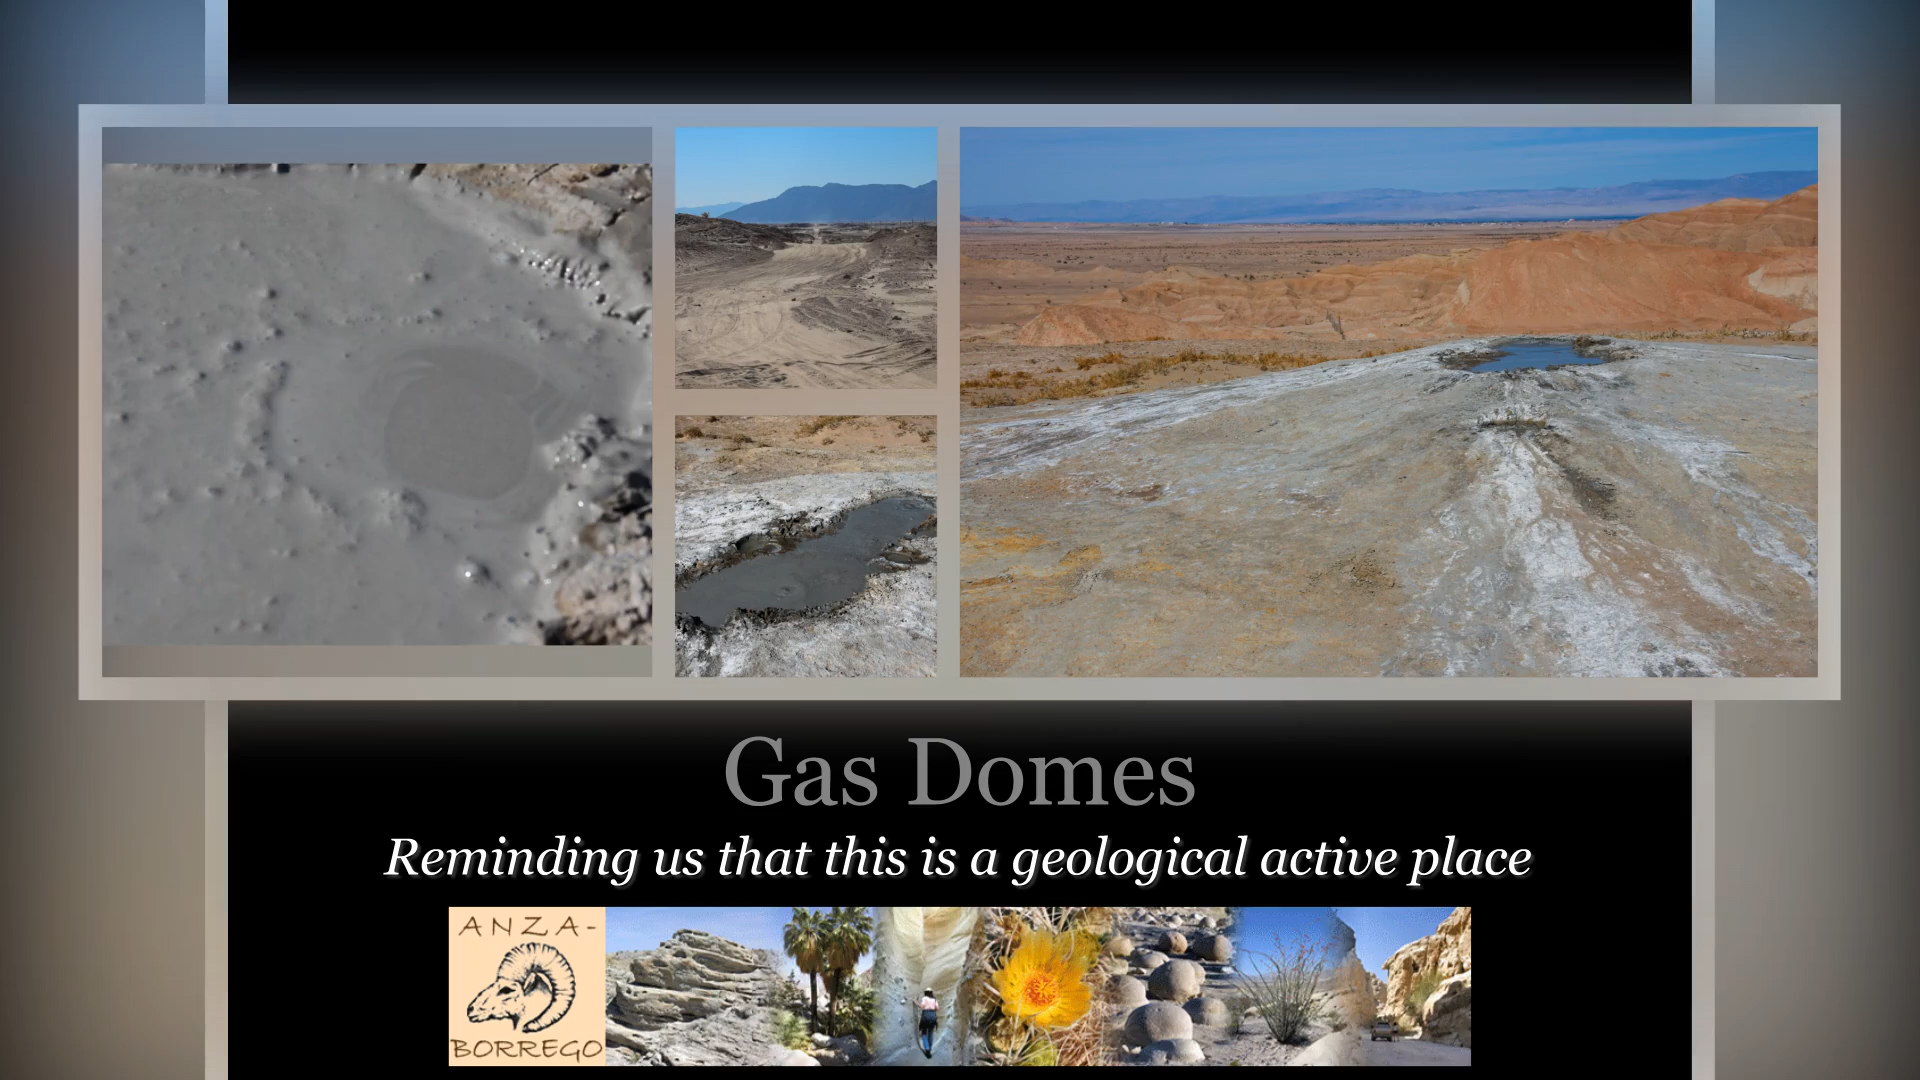 Gas Domes
Reminding us that this is a geological active place
ANZA-
BORREGO